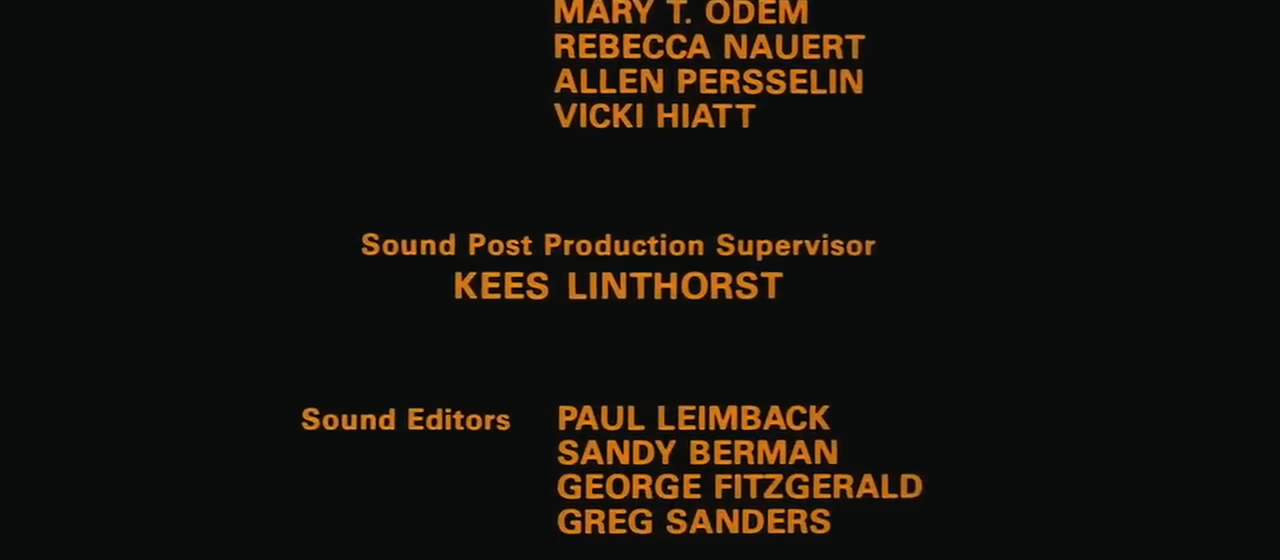 MARY T. ODEM
REBECCA NAUERT
ALLEN PERSSELIN
VICKI HIATT
Sound Post Production Supervisor
KEES LINTHORST
Sound Editors PAUL LEIMBACK
SANDY BERMAN
GEORGE FITZGERALD
GREG SANDERS